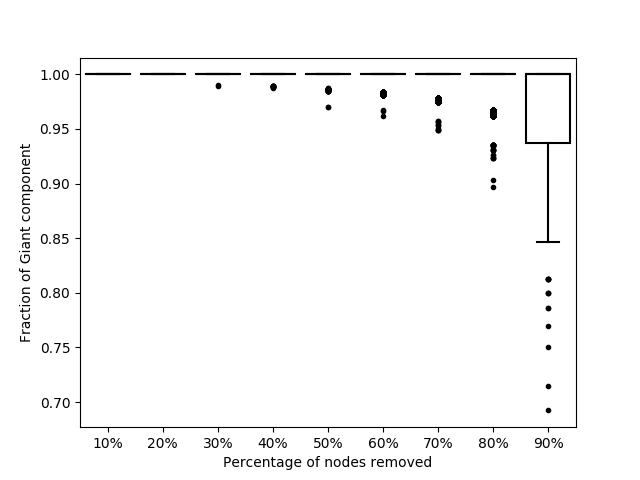 Fraction of Giant component
1.00
0.95
0.90
0.85
0.80
0.75
0.70
10% 20% 30% 40% 50% 60% 70% 80% 90%
Percentage of nodes removed